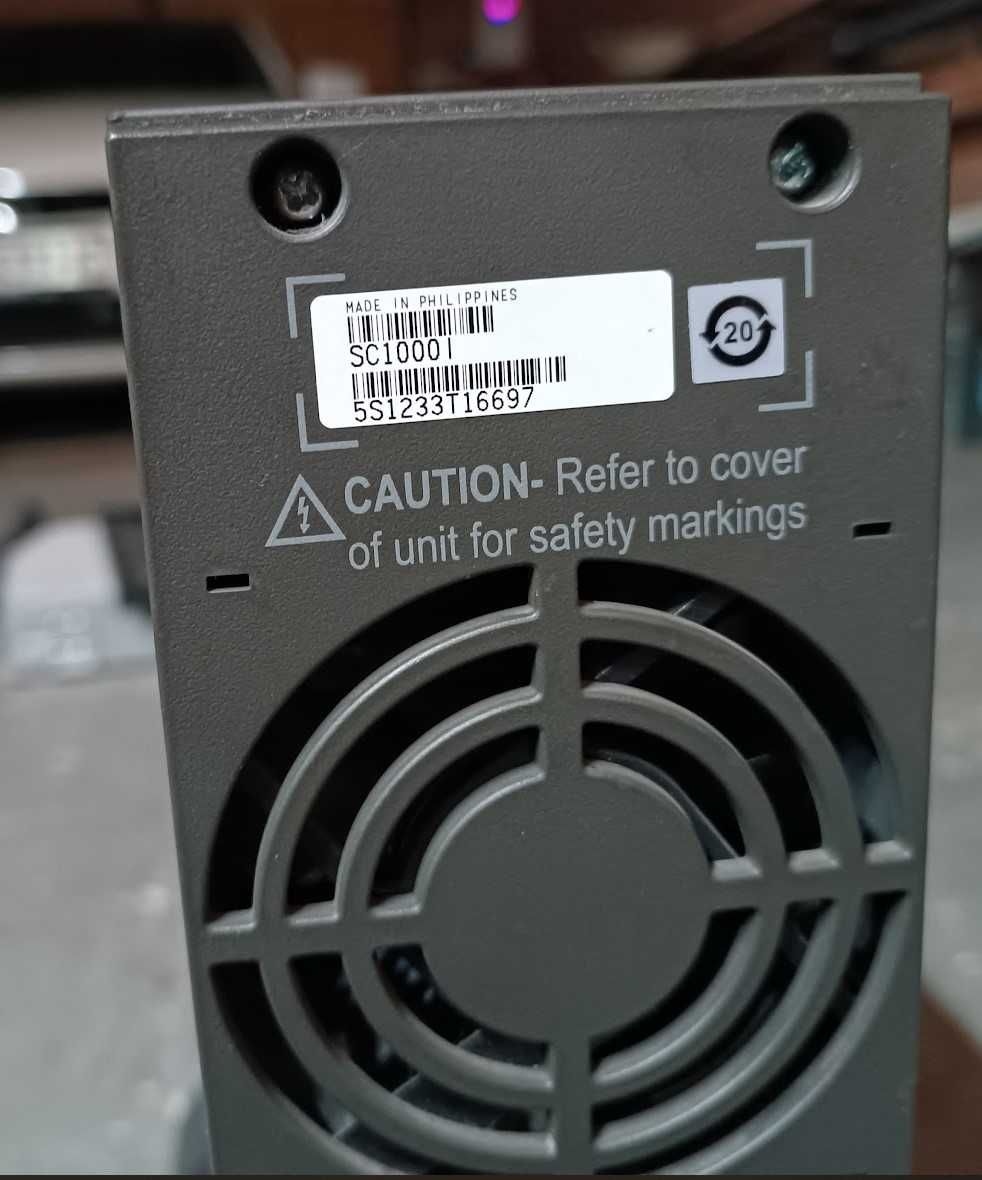 MADE IN PHILIPPINES
SC1000I
5S1233T16697
20
CAUTION- Refer to cover
of unit for safety markings